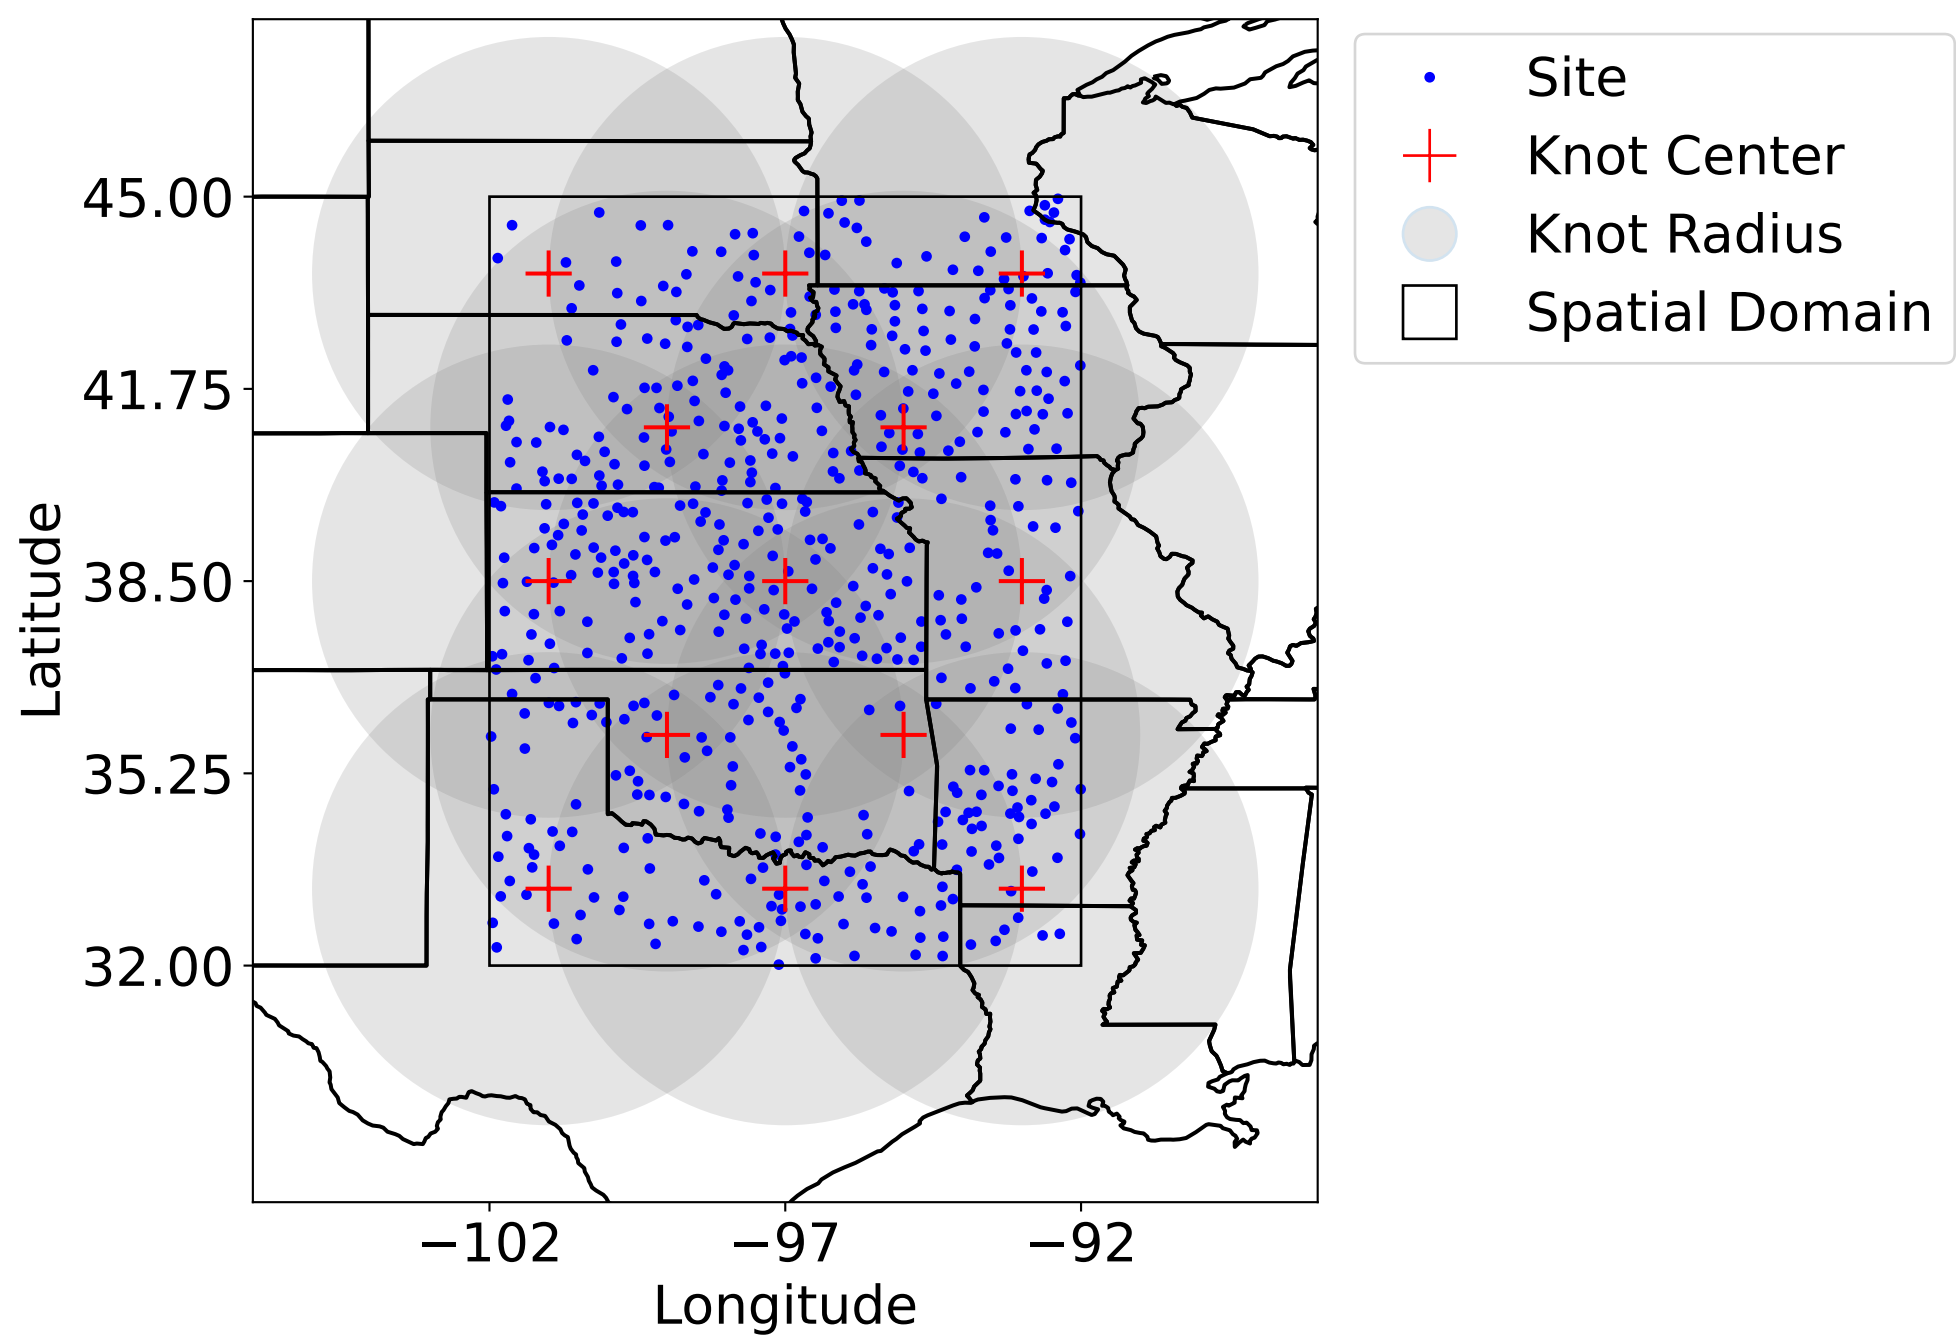 Site
Knot Center
Knot Radius
Spatial Domain
45.00
41.75
38.50
35.25
32.00
Latitude
−102
−97
−92
Longitude